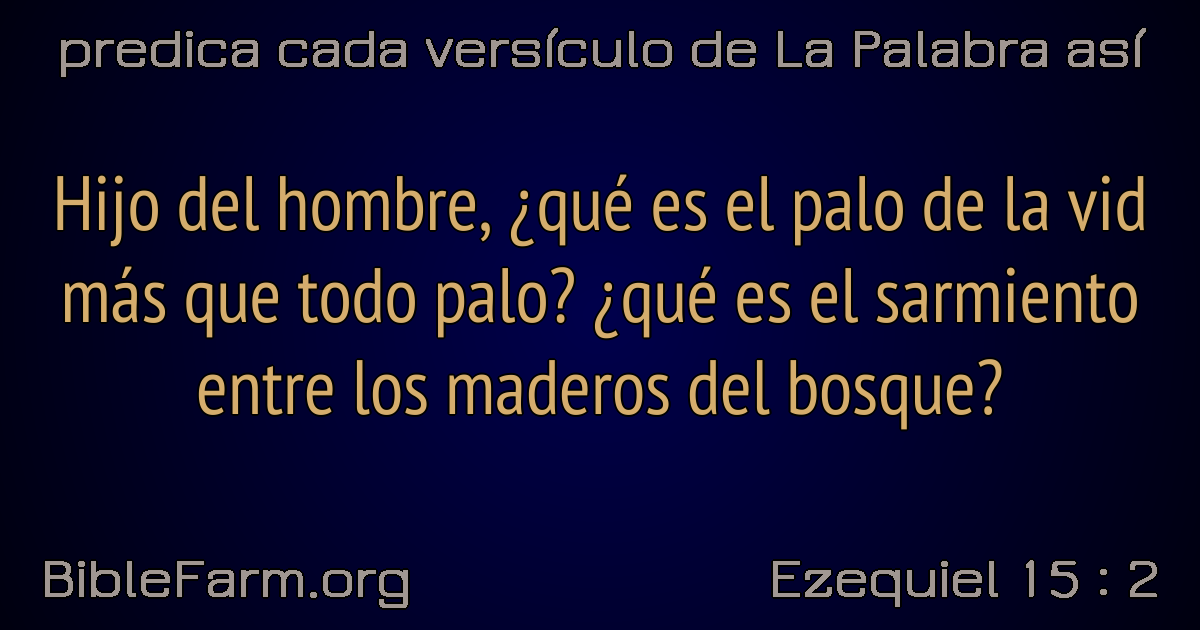 predica cada versículo de La Palabra así
Hijo del hombre, ¿qué es el palo de la vid
más que todo palo? ¿qué es el sarmiento
entre los maderos del bosque?
BibleFarm.org
Ezequiel 15 : 2